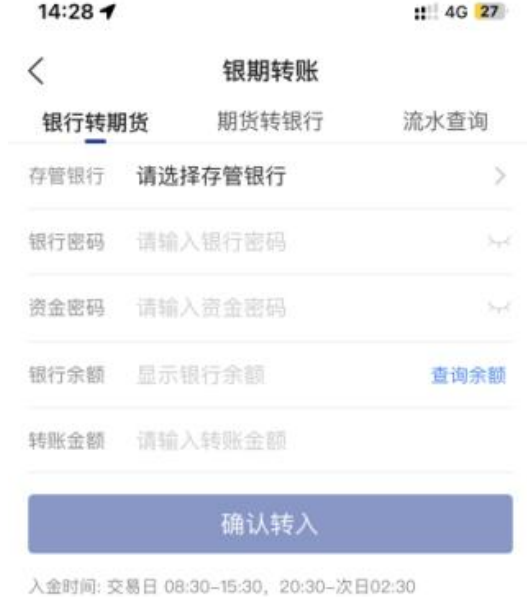 14:28 4G 27
银期转账
银行转期货 期货转银行 流水查询
存管银行 请选择存管银行
银行密码 请输入银行密码
资金密码 请输入资金密码
银行余额 显示银行余额 查询余额
转账金额 请输入转账金额
确认转入
入金时间: 交易日 08:30-15:30，20:30-次日02:30